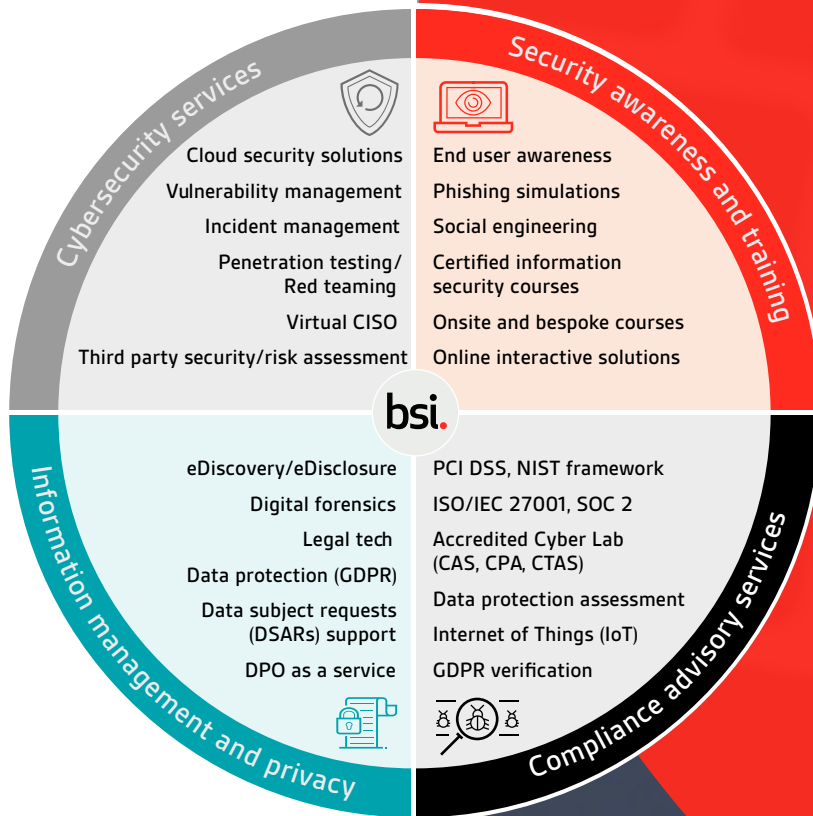 Cybersecurity services
Cloud security solutions
Vulnerability management
Incident management
Penetration testing/
Red teaming
Virtual CISO
Third party security/risk assessment
Security awareness and training
End user awareness
Phishing simulations
Social engineering
Certified information
security courses
Onsite and bespoke courses
Online interactive solutions
bsi.
Information management and privacy
eDiscovery/eDisclosure
Digital forensics
Legal tech
Data protection (GDPR)
Data subject requests
(DSARs) support
DPO as a service
Compliance advisory services
PCI DSS, NIST framework
ISO/IEC 27001, SOC 2
Accredited Cyber Lab
(CAS, CPA, CTAS)
Data protection assessment
Internet of Things (IoT)
GDPR verification